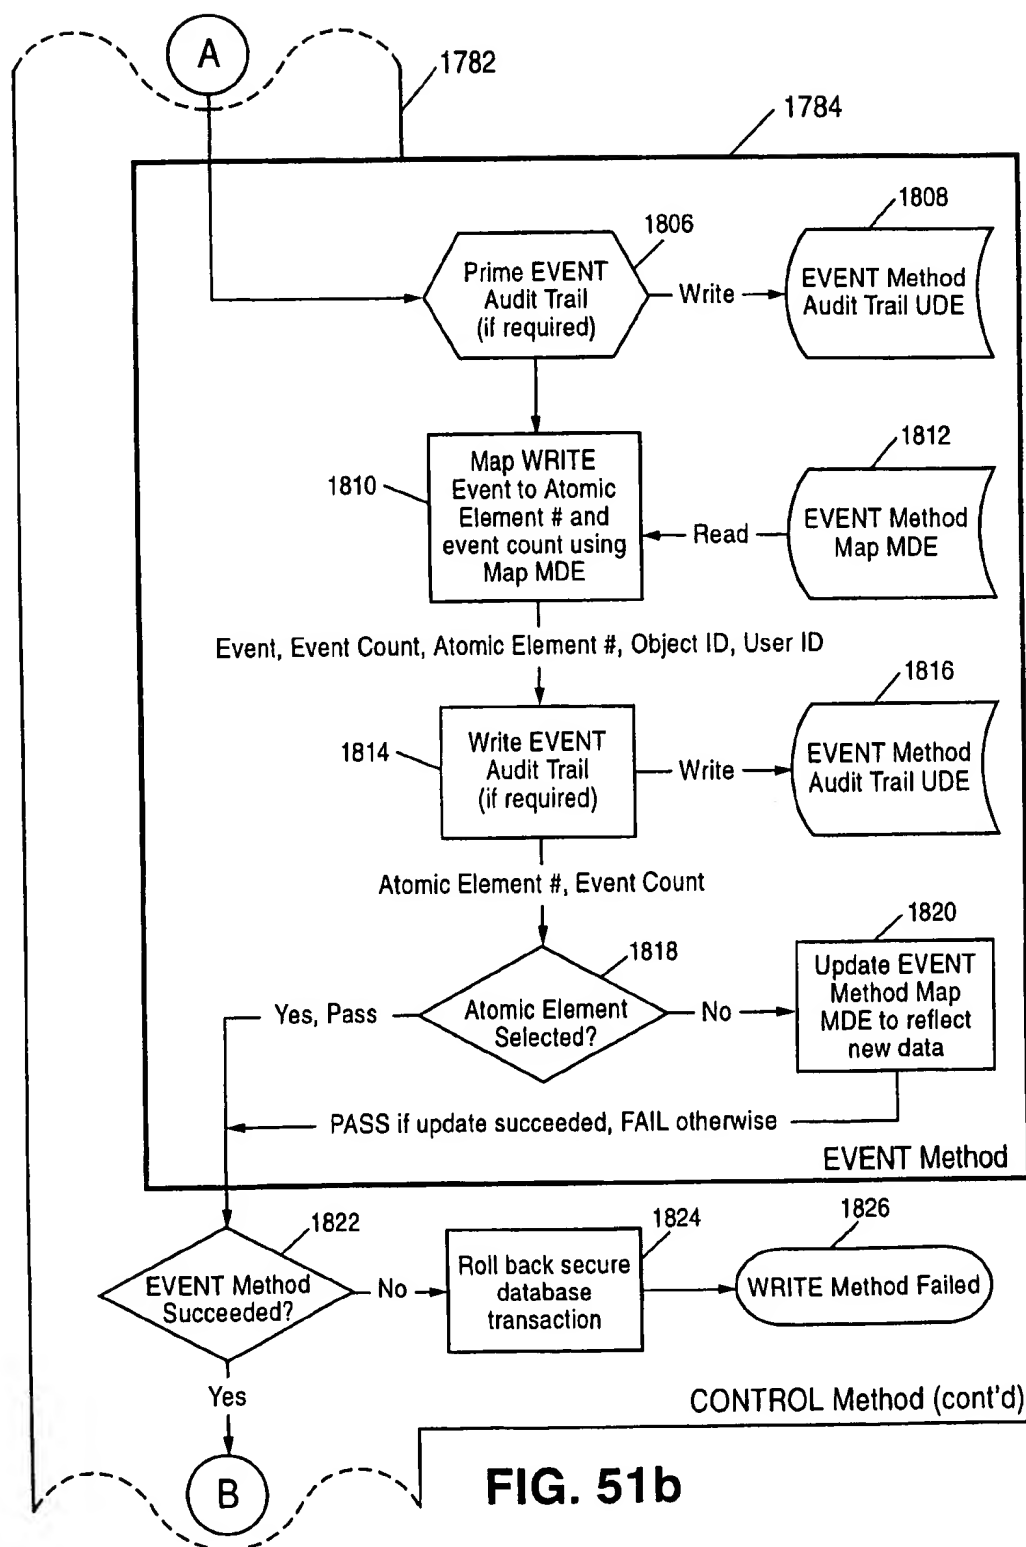 A
1782
1784
1806
1808
Prime EVENT
Audit Trail
(if required)
Write
EVENT Method
Audit Trail UDE
1810
Map WRITE
Event to Atomic
Element # and
event count using
Map MDE
Read
1812
EVENT Method
Map MDE
Event, Event Count, Atomic Element #, Object ID, User ID
1814
Write EVENT
Audit Trail
(if required)
Write
1816
EVENT Method
Audit Trail UDE
Atomic Element #, Event Count
1818
Atomic Element
Selected?
Yes, Pass
No
1820
Update EVENT
Method Map
MDE to reflect
new data
PASS if update succeeded, FAIL otherwise
EVENT Method
1822
EVENT Method
Succeeded?
No
1824
Roll back secure
database
transaction
1826
WRITE Method Failed
Yes
CONTROL Method (cont'd)
B
FIG. 51b